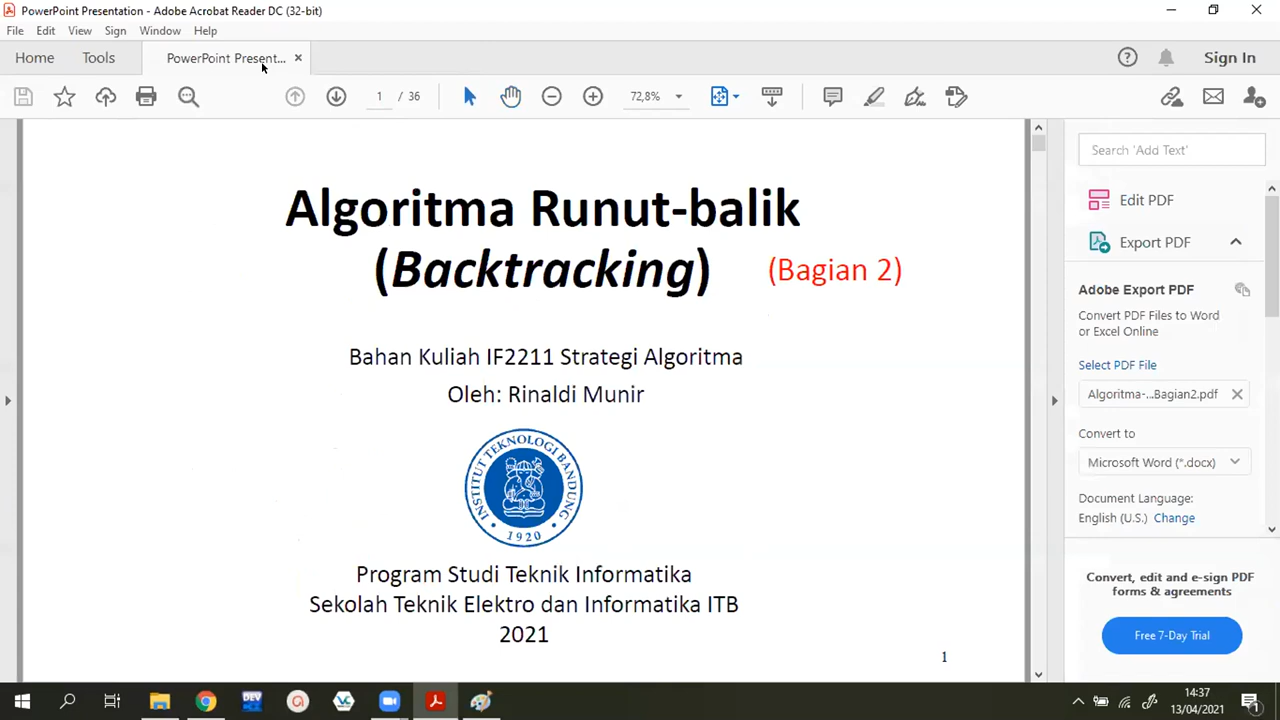 PowerPoint Presentation - Adobe Acrobat Reader DC (32-bit)
File Edit View Sign Window Help
Home Tools PowerPoint Present... Sign In
1 / 36 72,8%
Algoritma Runut-balik
(Backtracking) (Bagian 2)
Bahan Kuliah IF2211 Strategi Algoritma
Oleh: Rinaldi Munir
INSTITUT TEKNOLOGI BANDUNG
1920
Program Studi Teknik Informatika
Sekolah Teknik Elektro dan Informatika ITB
2021
1
Search 'Add Text'
Edit PDF
Export PDF
Adobe Export PDF
Convert PDF Files to Word
or Excel Online
Select PDF File
Algoritma-...Bagian2.pdf
Convert to
Microsoft Word (*.docx)
Document Language:
English (U.S.) Change
Convert, edit and e-sign PDF
forms & agreements
Free 7-Day Trial
DEV
14:37
13/04/2021
1